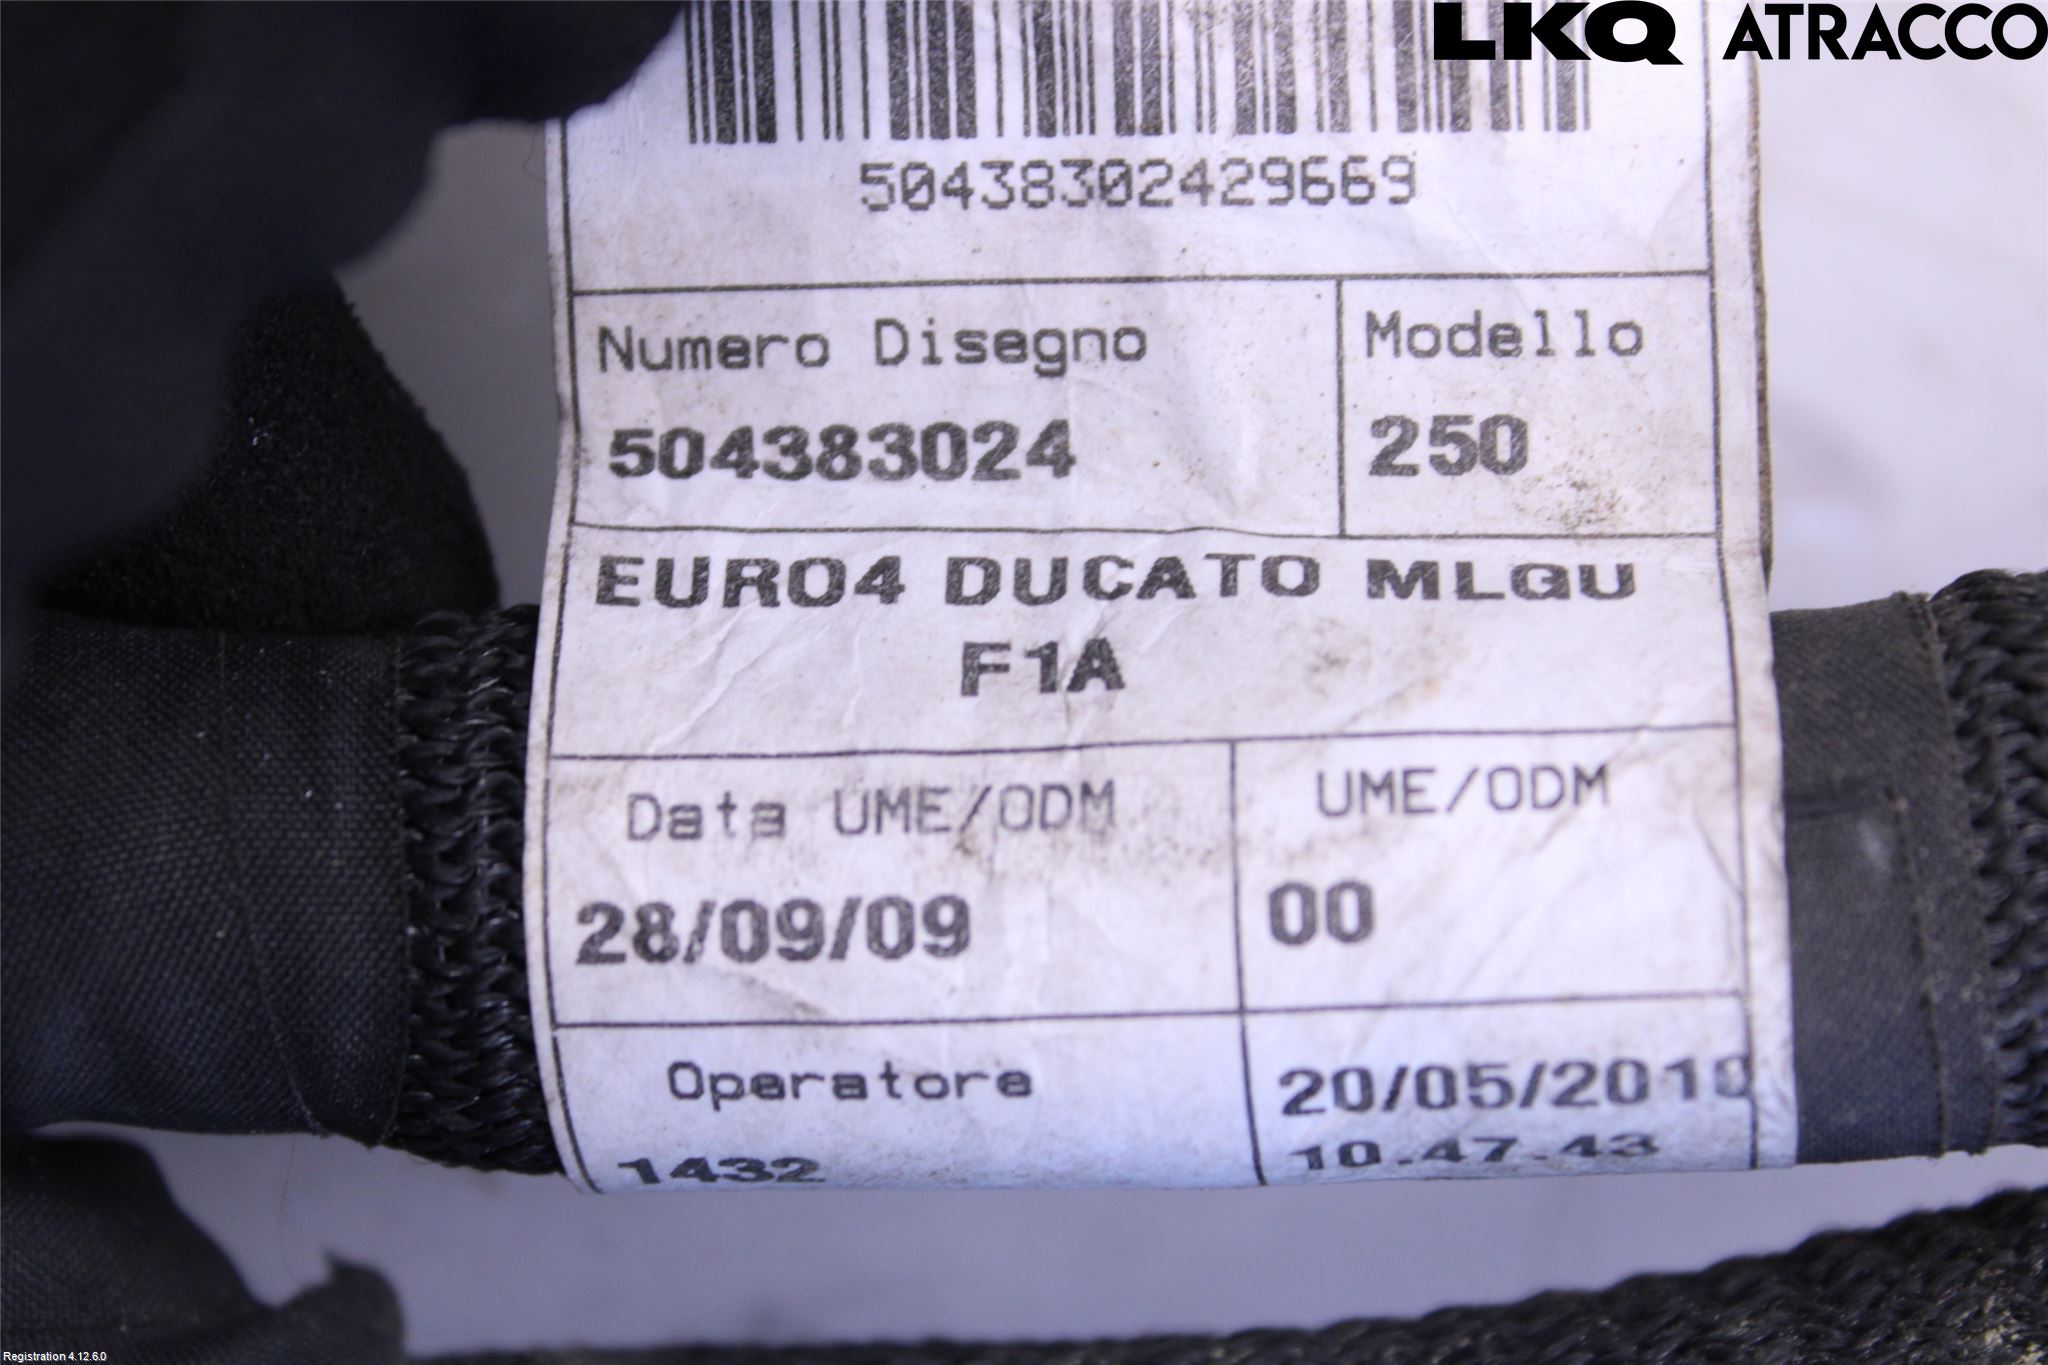 LKQ ATRACCO
50438302429669
Numero Disegno
Modello
504383024
250
EURO4 DUCATO MLGU
F1A
Data UME/ODM
UME/ODM
28/09/09
00
Operatore
20/05/2010
1432
10.47.43
Registration 4.12.6.0